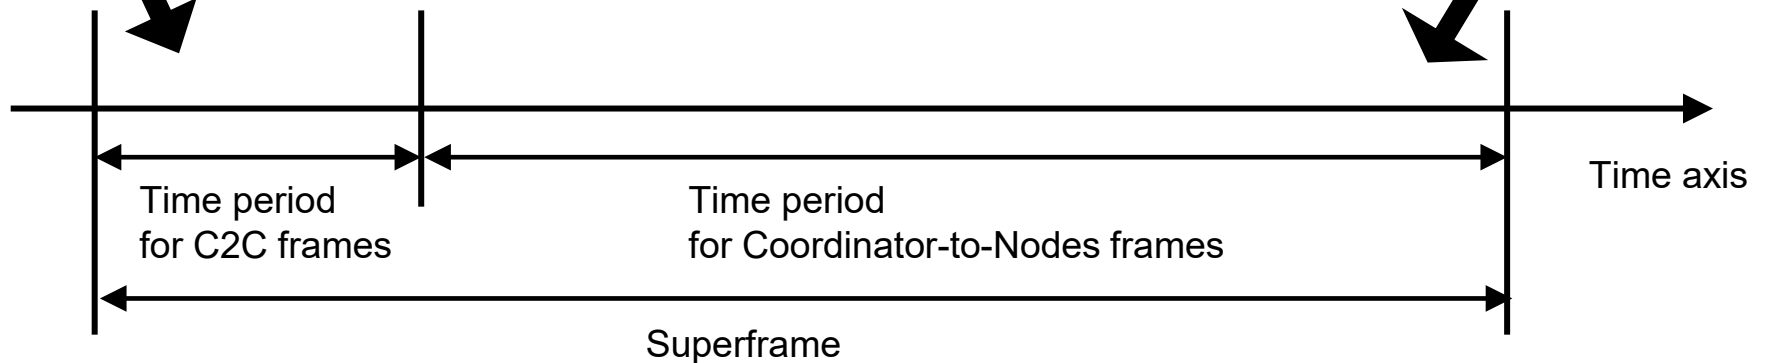 Time axis
Time period
for C2C frames
Time period
for Coordinator-to-Nodes frames
Superframe